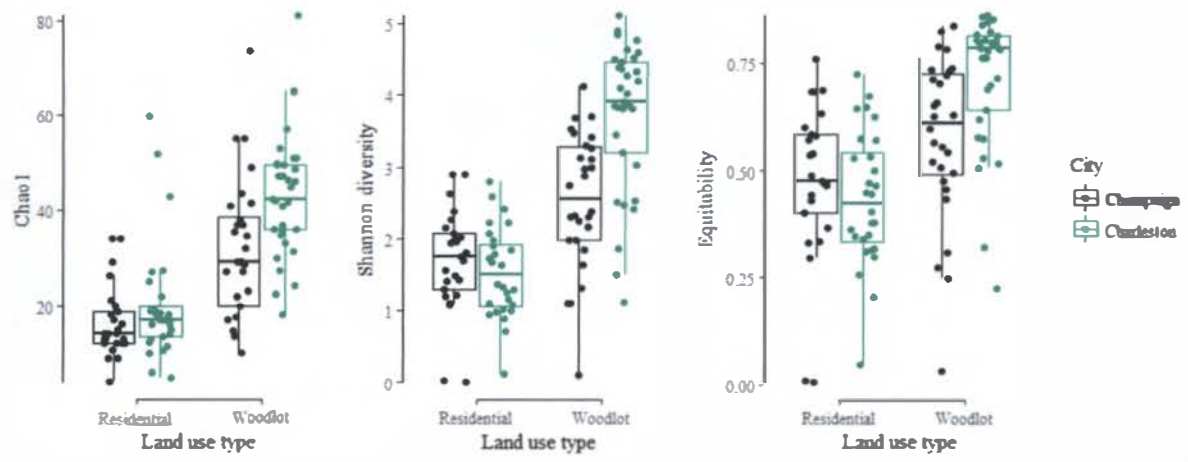 80
60
40
20
Chao1
Residential
Woodlot
Land use type
5
4
3
2
1
0
Shannon diversity
Residential
Woodlot
Land use type
0.75
0.50
0.25
0.00
Equitability
Residential
Woodlot
Land use type
City